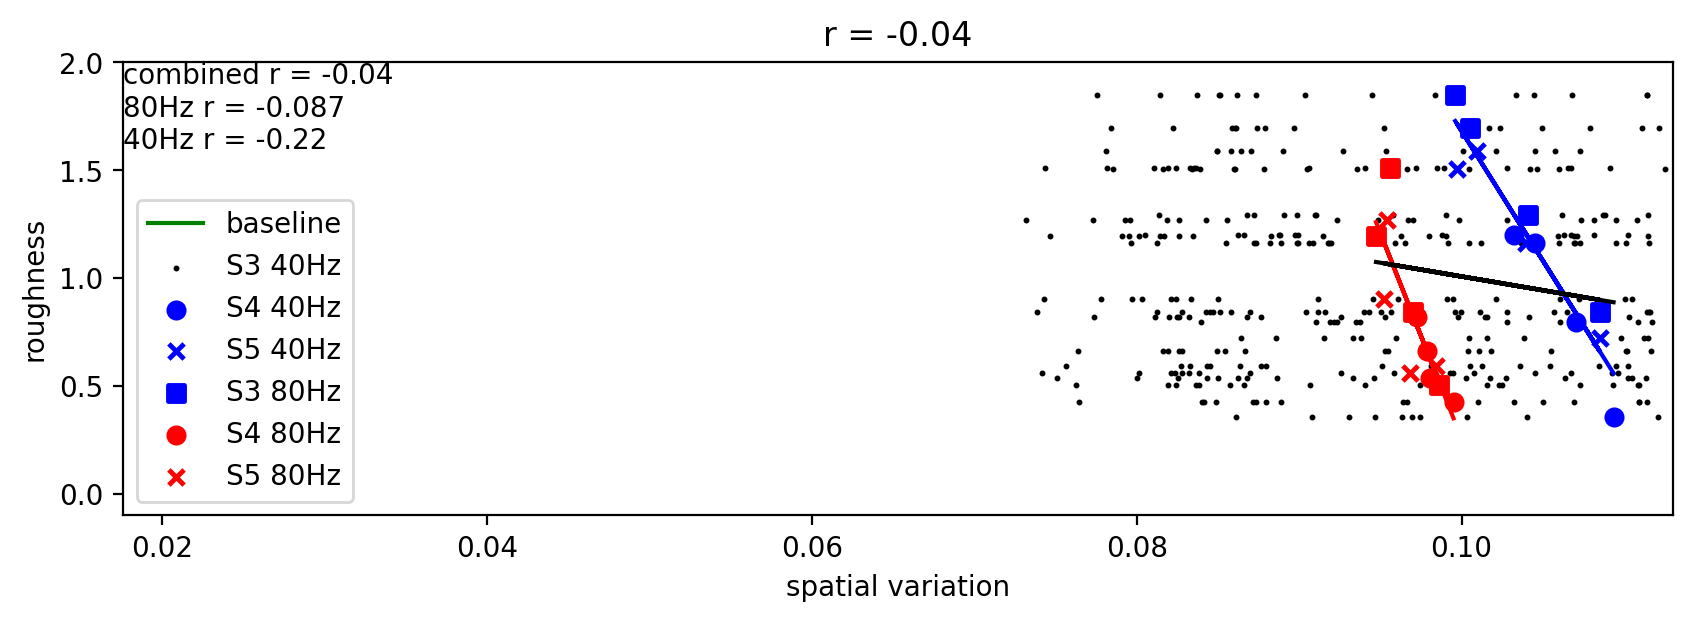 r = -0.04
combined r = -0.04
80Hz r = -0.087
40Hz r = -0.22
baseline
S3 40Hz
S4 40Hz
S5 40Hz
S3 80Hz
S4 80Hz
S5 80Hz
2.0
1.5
1.0
0.5
0.0
roughness
0.02 0.04 0.06 0.08 0.10
spatial variation